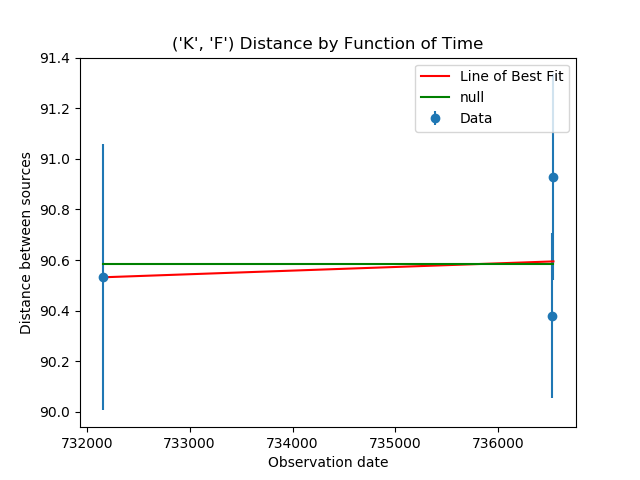 ('K', 'F') Distance by Function of Time
91.4
91.2
91.0
90.8
90.6
90.4
90.2
90.0
Distance between sources
Line of Best Fit
null
Data
732000 733000 734000 735000 736000
Observation date